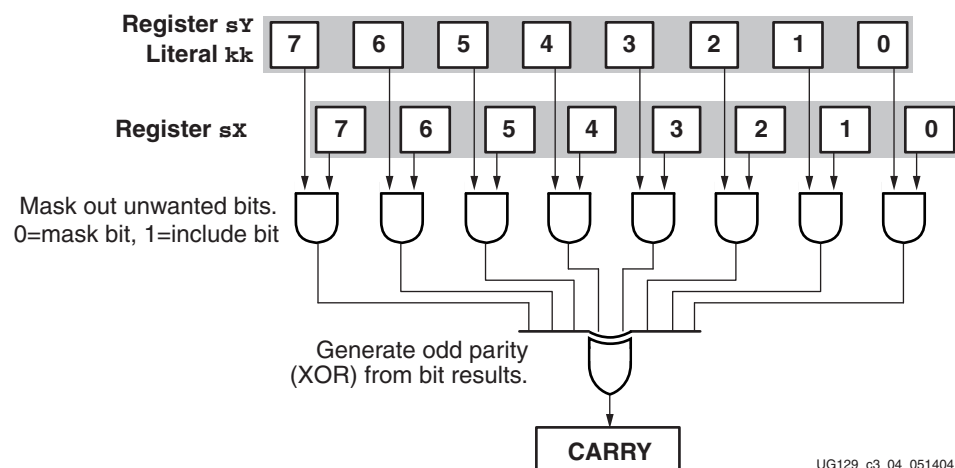 Register sY
Literal kk
7 6 5 4 3 2 1 0
Register sX
7 6 5 4 3 2 1 0
Mask out unwanted bits.
0=mask bit, 1=include bit
Generate odd parity
(XOR) from bit results.
CARRY
UG129_c3_04_051404